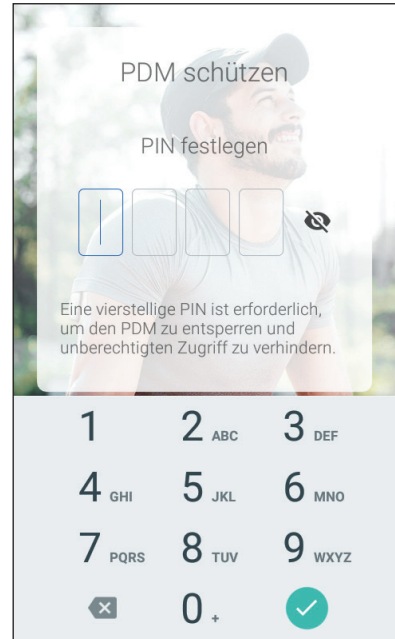 PDM schützen
PIN festlegen
Eine vierstellige PIN ist erforderlich,
um den PDM zu entsperren und
unberechtigten Zugriff zu verhindern.
1 2 ABC 3 DEF
4 GHI 5 JKL 6 MNO
7 PQRS 8 TUV 9 WXYZ
0 +